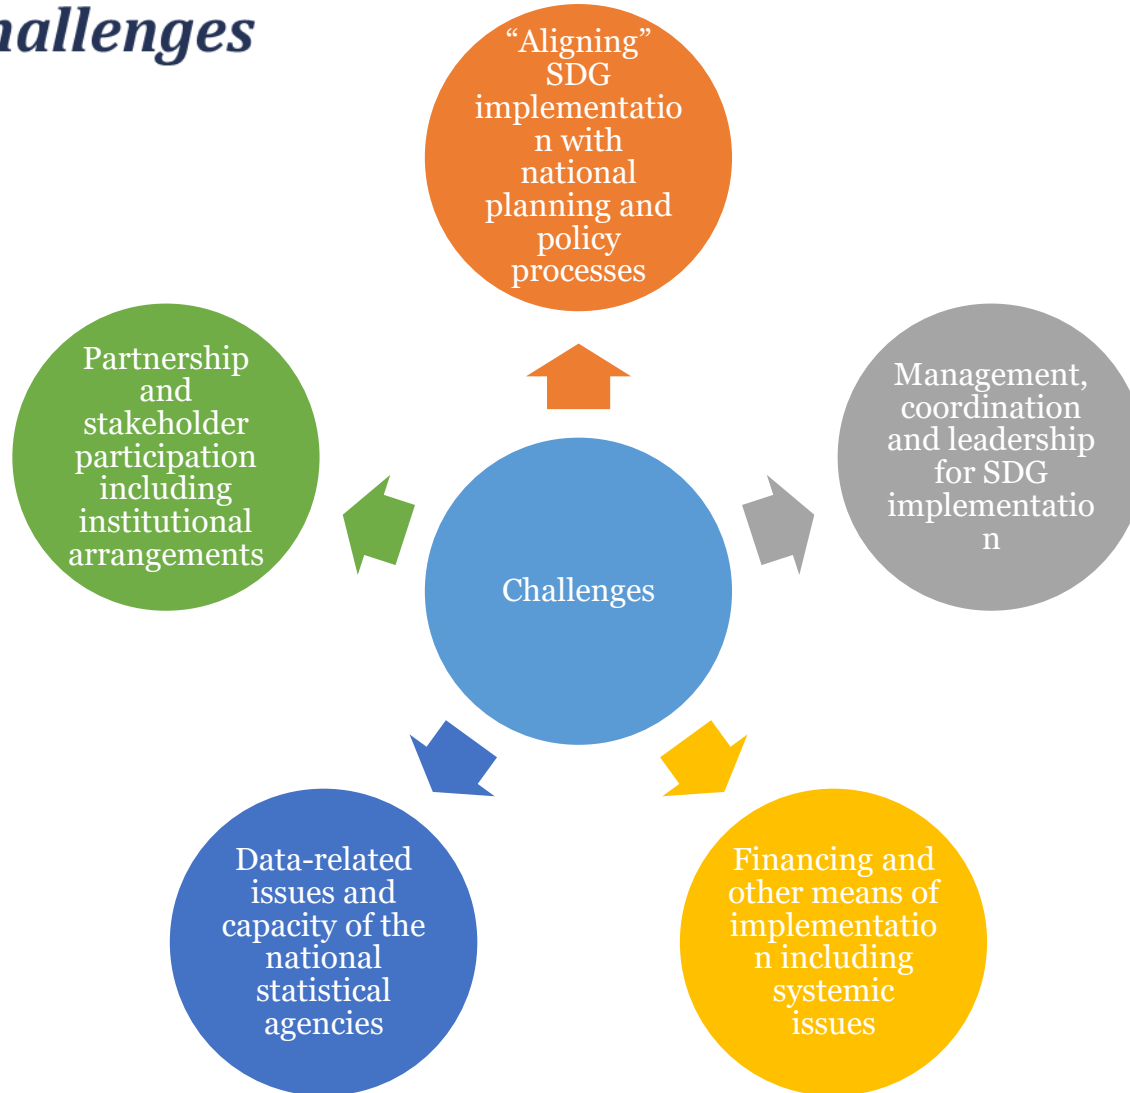 hallenges
“Aligning”
SDG
implementatio
n with
national
planning and
policy
processes
Management,
coordination
and leadership
for SDG
implementatio
n
Financing and
other means of
implementatio
n including
systemic
issues
Data-related
issues and
capacity of the
national
statistical
agencies
Partnership
and
stakeholder
participation
including
institutional
arrangements
Challenges